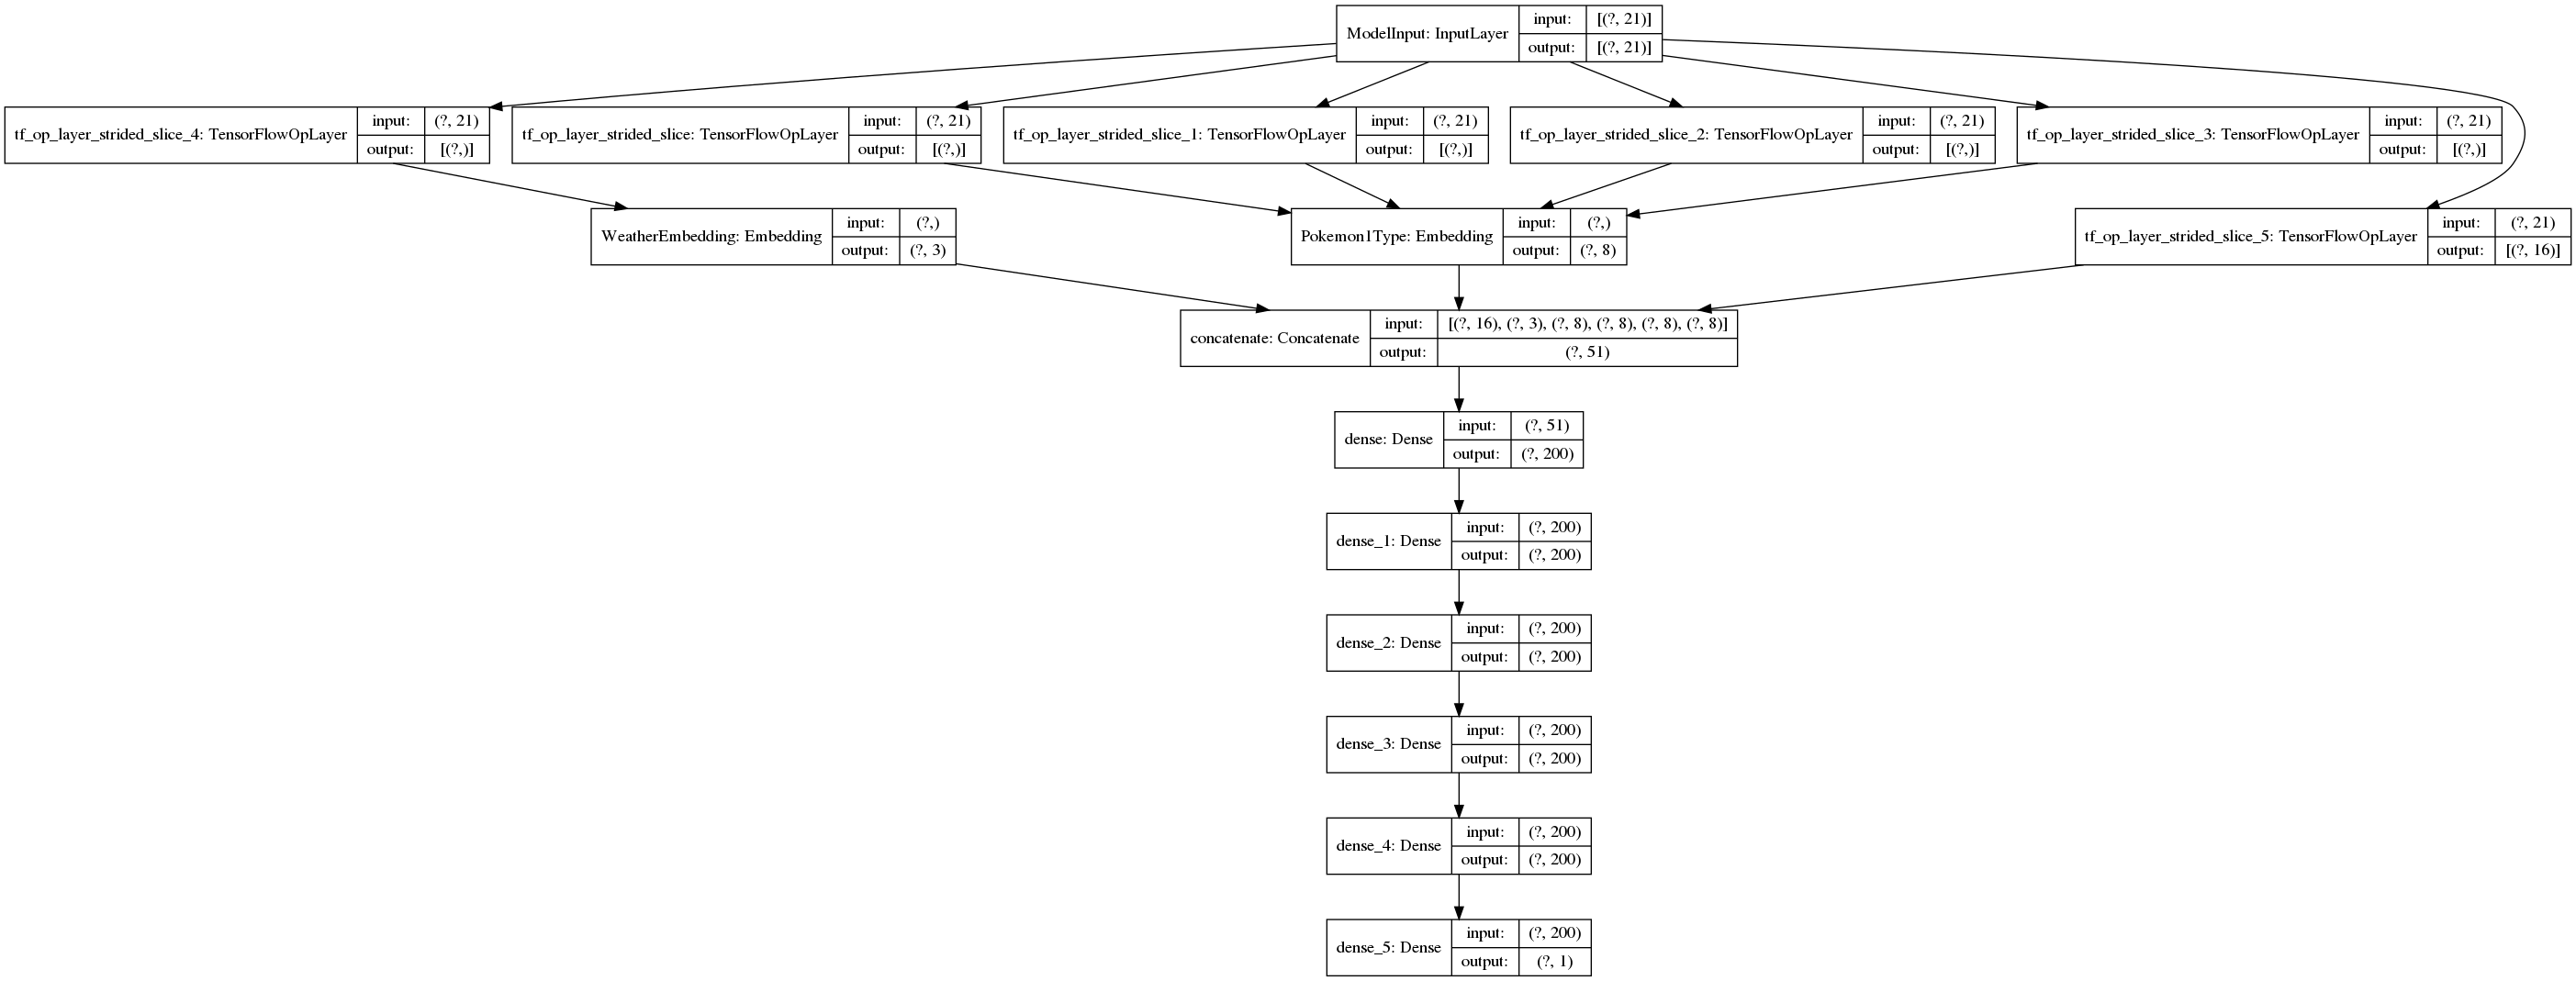 ModelInput: InputLayer
input: [(?, 21)]
output: [(?, 21)]
tf_op_layer_strided_slice_4: TensorFlowOpLayer
input: (?, 21)
output: [(?,)]
tf_op_layer_strided_slice: TensorFlowOpLayer
input: (?, 21)
output: [(?,)]
tf_op_layer_strided_slice_1: TensorFlowOpLayer
input: (?, 21)
output: [(?,)]
tf_op_layer_strided_slice_2: TensorFlowOpLayer
input: (?, 21)
output: [(?,)]
tf_op_layer_strided_slice_3: TensorFlowOpLayer
input: (?, 21)
output: [(?,)]
WeatherEmbedding: Embedding
input: (?,)
output: (?, 3)
Pokemon1Type: Embedding
input: (?,)
output: (?, 8)
tf_op_layer_strided_slice_5: TensorFlowOpLayer
input: (?, 21)
output: [(?, 16)]
concatenate: Concatenate
input: [(?, 16), (?, 3), (?, 8), (?, 8), (?, 8), (?, 8)]
output: (?, 51)
dense: Dense
input: (?, 51)
output: (?, 200)
dense_1: Dense
input: (?, 200)
output: (?, 200)
dense_2: Dense
input: (?, 200)
output: (?, 200)
dense_3: Dense
input: (?, 200)
output: (?, 200)
dense_4: Dense
input: (?, 200)
output: (?, 200)
dense_5: Dense
input: (?, 200)
output: (?, 1)